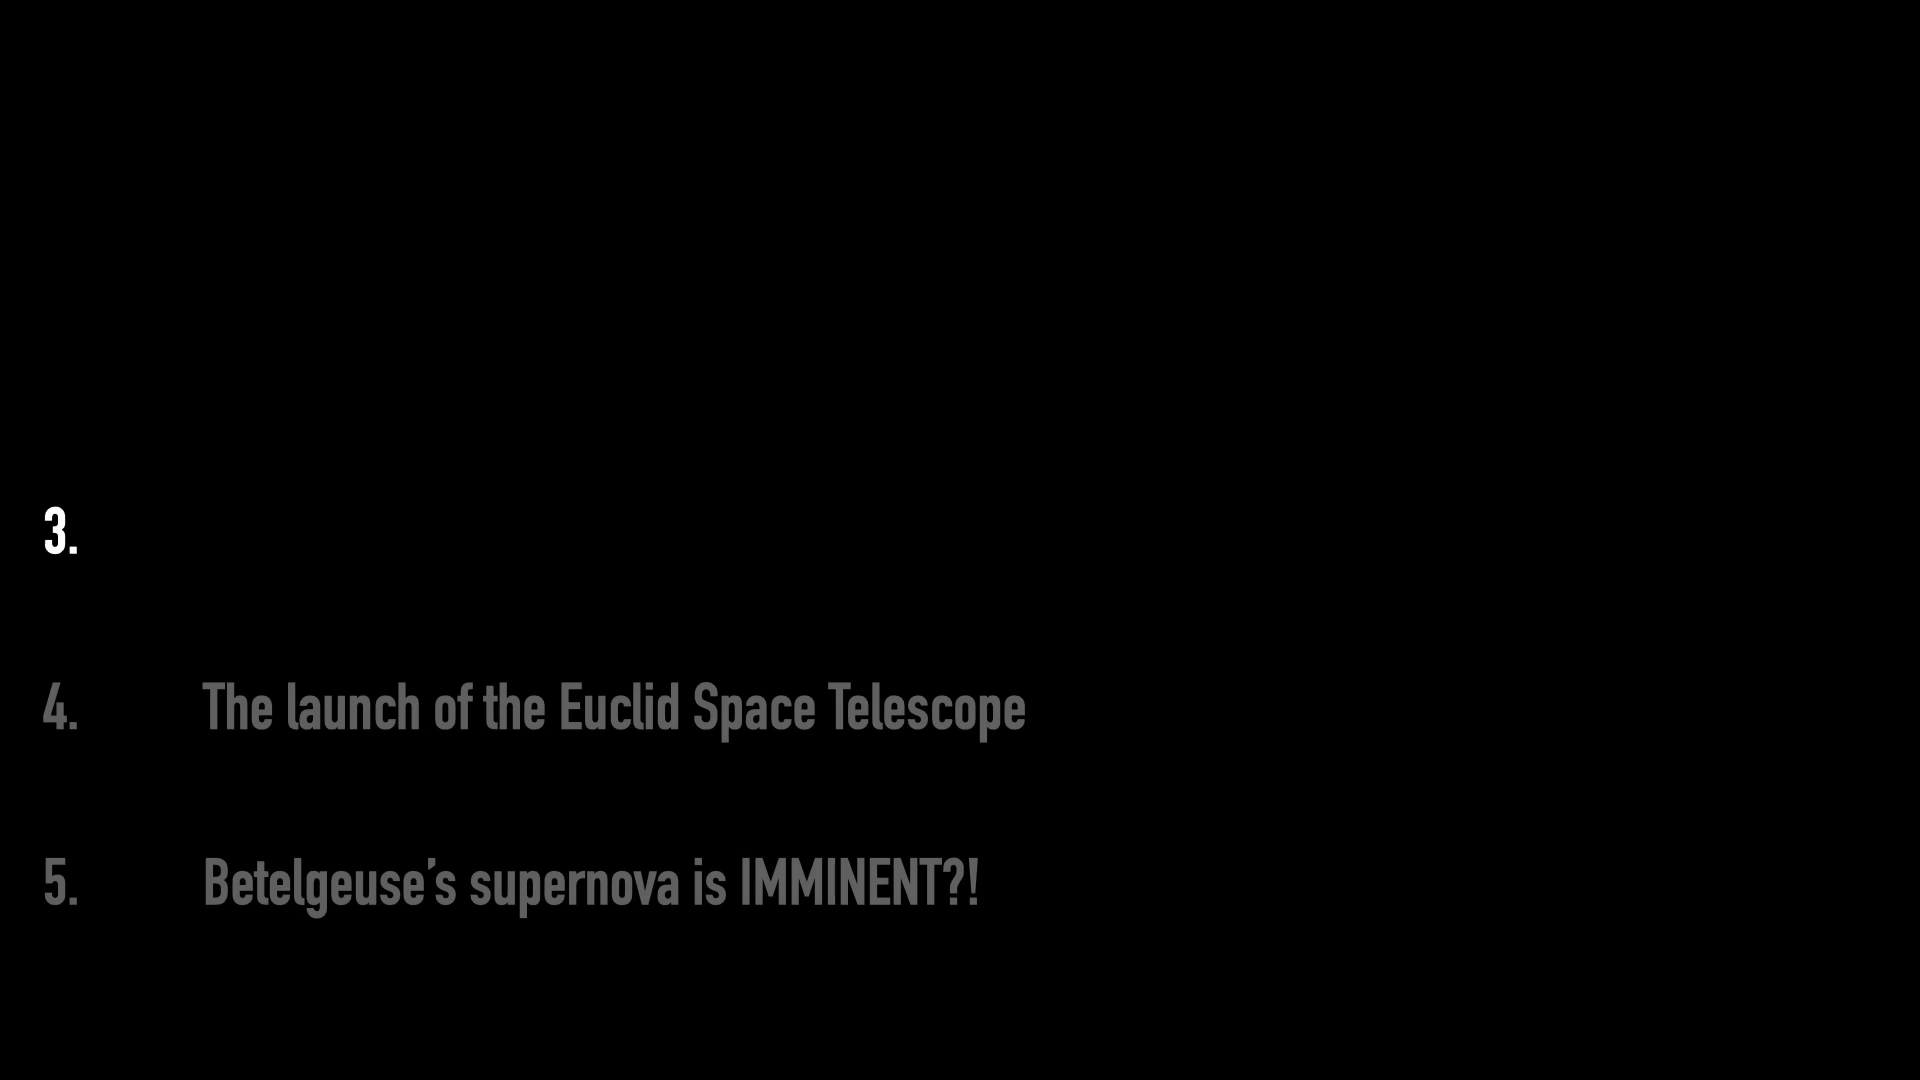 3.
4. The launch of the Euclid Space Telescope
5. Betelgeuse’s supernova is IMMINENT?!